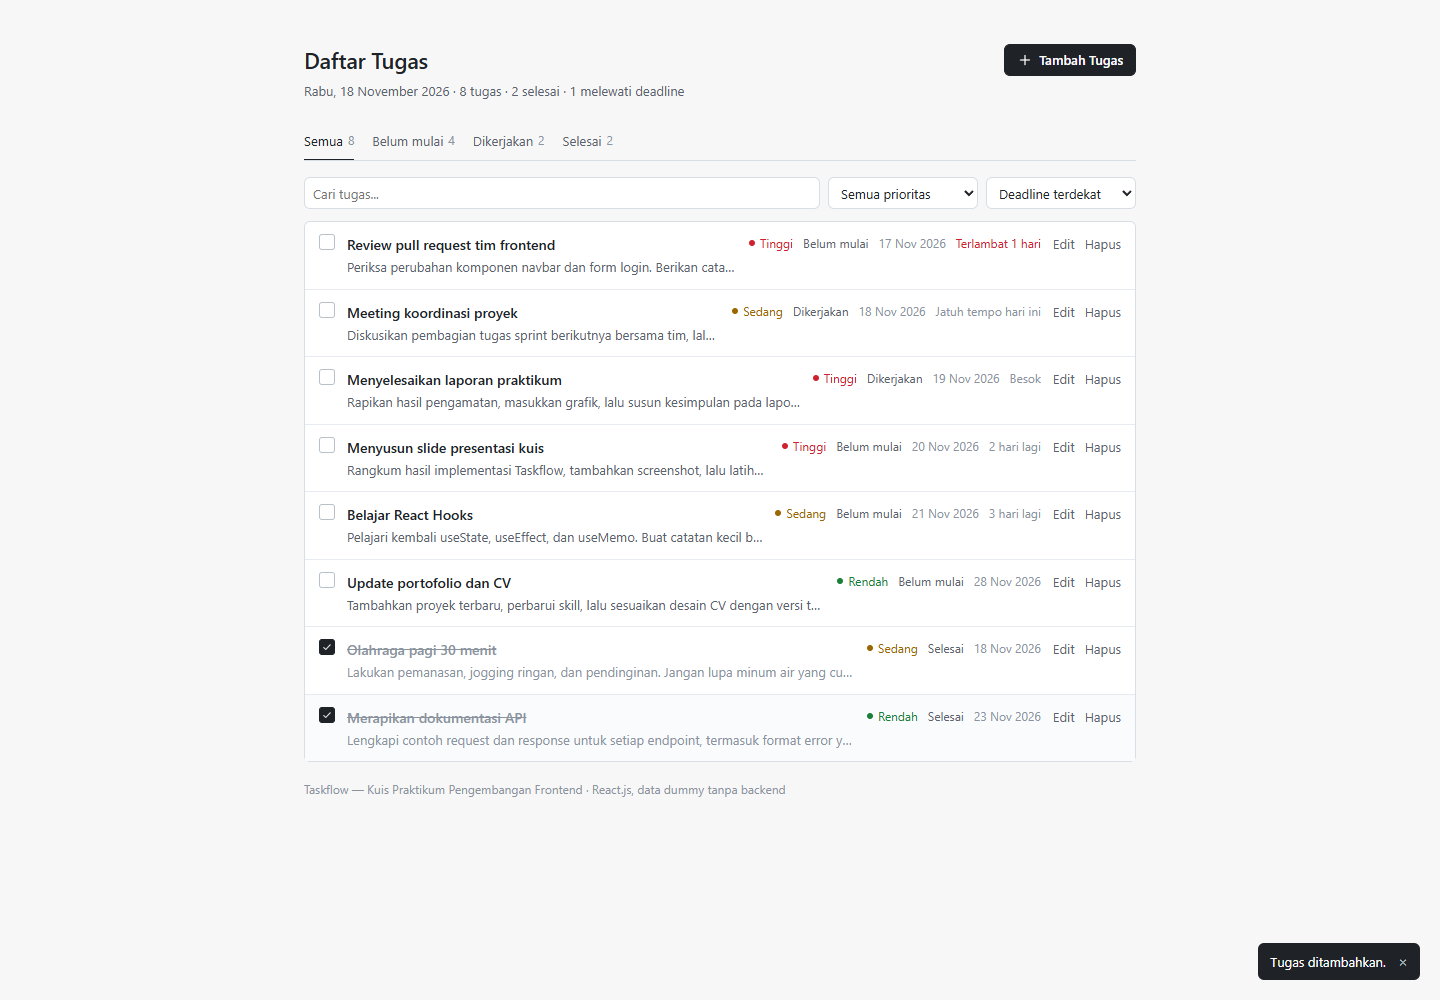 Daftar Tugas
Tambah Tugas
Rabu, 18 November 2026 · 8 tugas · 2 selesai · 1 melewati deadline
Semua 8 Belum mulai 4 Dikerjakan 2 Selesai 2
Cari tugas... Semua prioritas Deadline terdekat
Review pull request tim frontend Tinggi Belum mulai 17 Nov 2026 Terlambat 1 hari Edit Hapus
Periksa perubahan komponen navbar dan form login. Berikan cata...
Meeting koordinasi proyek Sedang Dikerjakan 18 Nov 2026 Jatuh tempo hari ini Edit Hapus
Diskusikan pembagian tugas sprint berikutnya bersama tim, lal...
Menyelesaikan laporan praktikum Tinggi Dikerjakan 19 Nov 2026 Besok Edit Hapus
Rapikan hasil pengamatan, masukkan grafik, lalu susun kesimpulan pada lapo...
Menyusun slide presentasi kuis Tinggi Belum mulai 20 Nov 2026 2 hari lagi Edit Hapus
Rangkum hasil implementasi Taskflow, tambahkan screenshot, lalu latih...
Belajar React Hooks Sedang Belum mulai 21 Nov 2026 3 hari lagi Edit Hapus
Pelajari kembali useState, useEffect, dan useMemo. Buat catatan kecil b...
Update portofolio dan CV Rendah Belum mulai 28 Nov 2026 Edit Hapus
Tambahkan proyek terbaru, perbarui skill, lalu sesuaikan desain CV dengan versi t...
Olahraga pagi 30 menit Sedang Selesai 18 Nov 2026 Edit Hapus
Lakukan pemanasan, jogging ringan, dan pendinginan. Jangan lupa minum air yang cu...
Merapikan dokumentasi API Rendah Selesai 23 Nov 2026 Edit Hapus
Lengkapi contoh request dan response untuk setiap endpoint, termasuk format error y...
Taskflow — Kuis Praktikum Pengembangan Frontend · React.js, data dummy tanpa backend
Tugas ditambahkan. ×